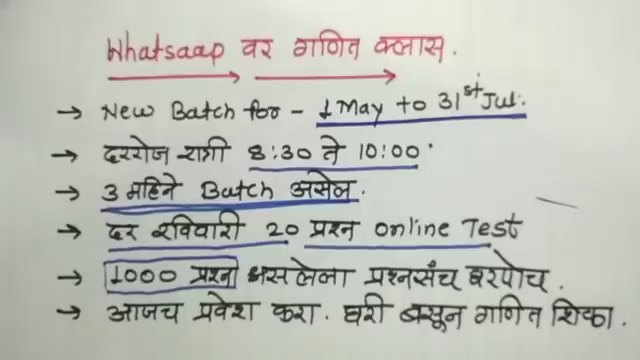 Whatsaap वर गणित क्लास.
→ New Batch for - 1 May to 31st Jul.
→ दररोज रात्री 8:30 ते 10:00
→ 3 महिने Batch असेल.
→ दर रविवारी 20 प्रश्न online Test
→ 1000 प्रश्न असलेला प्रश्नसंच घरपोच.
→ आजच प्रवेश करा. घरी बसून गणित शिका.